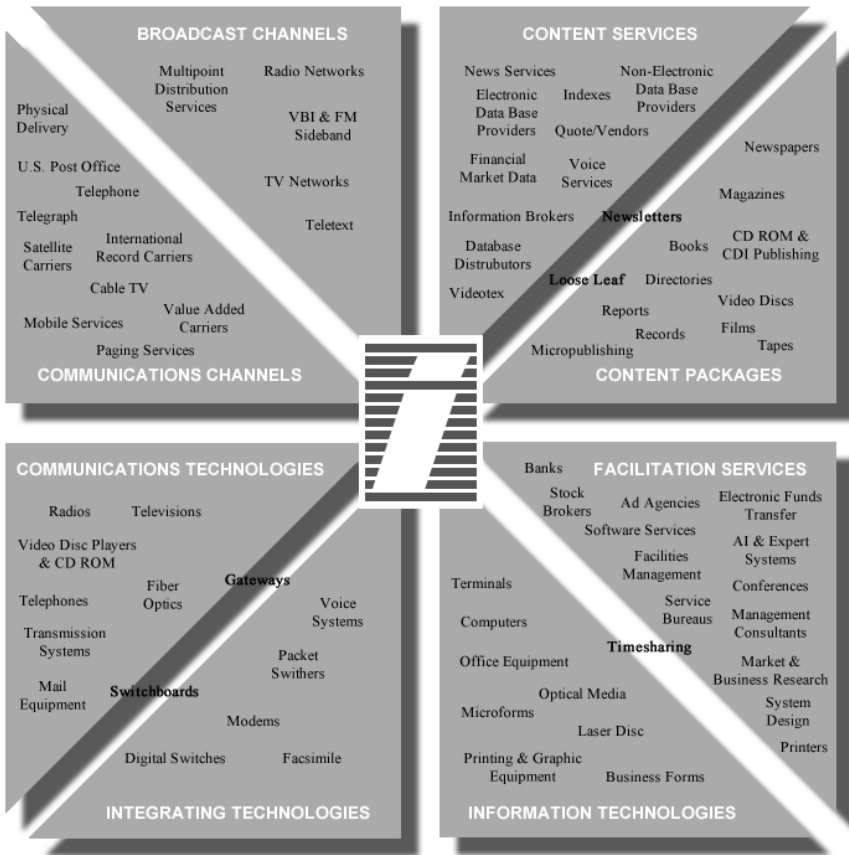 BROADCAST CHANNELS
Multipoint
Distribution
Services
Radio Networks
VBI & FM
Sideband
TV Networks
Teletext
Physical
Delivery
U.S. Post Office
Telephone
Telegraph
Satellite
Carriers
International
Record Carriers
Cable TV
Mobile Services
Value Added
Carriers
Paging Services
COMMUNICATIONS CHANNELS
CONTENT SERVICES
News Services
Non-Electronic
Data Base
Providers
Electronic
Data Base
Providers
Indexes
Quote/Vendors
Financial
Market Data
Voice
Services
Information Brokers
Newsletters
Database
Distrubutors
Loose Leaf
Videotex
Newspapers
Magazines
Books
CD ROM &
CDI Publishing
Directories
Video Discs
Reports
Records
Films
Tapes
Micropublishing
CONTENT PACKAGES
COMMUNICATIONS TECHNOLOGIES
Radios
Televisions
Video Disc Players
& CD ROM
Gateways
Telephones
Fiber
Optics
Transmission
Systems
Mail
Equipment
Switchboards
Voice
Systems
Packet
Swithers
Modems
Digital Switches
Facsimile
INTEGRATING TECHNOLOGIES
FACILITATION SERVICES
Banks
Stock
Brokers
Ad Agencies
Electronic Funds
Transfer
Software Services
AI & Expert
Systems
Facilities
Management
Conferences
Service
Bureaus
Management
Consultants
Timesharing
Market &
Business Research
System
Design
Printers
Terminals
Computers
Office Equipment
Optical Media
Microforms
Laser Disc
Printing & Graphic
Equipment
Business Forms
INFORMATION TECHNOLOGIES